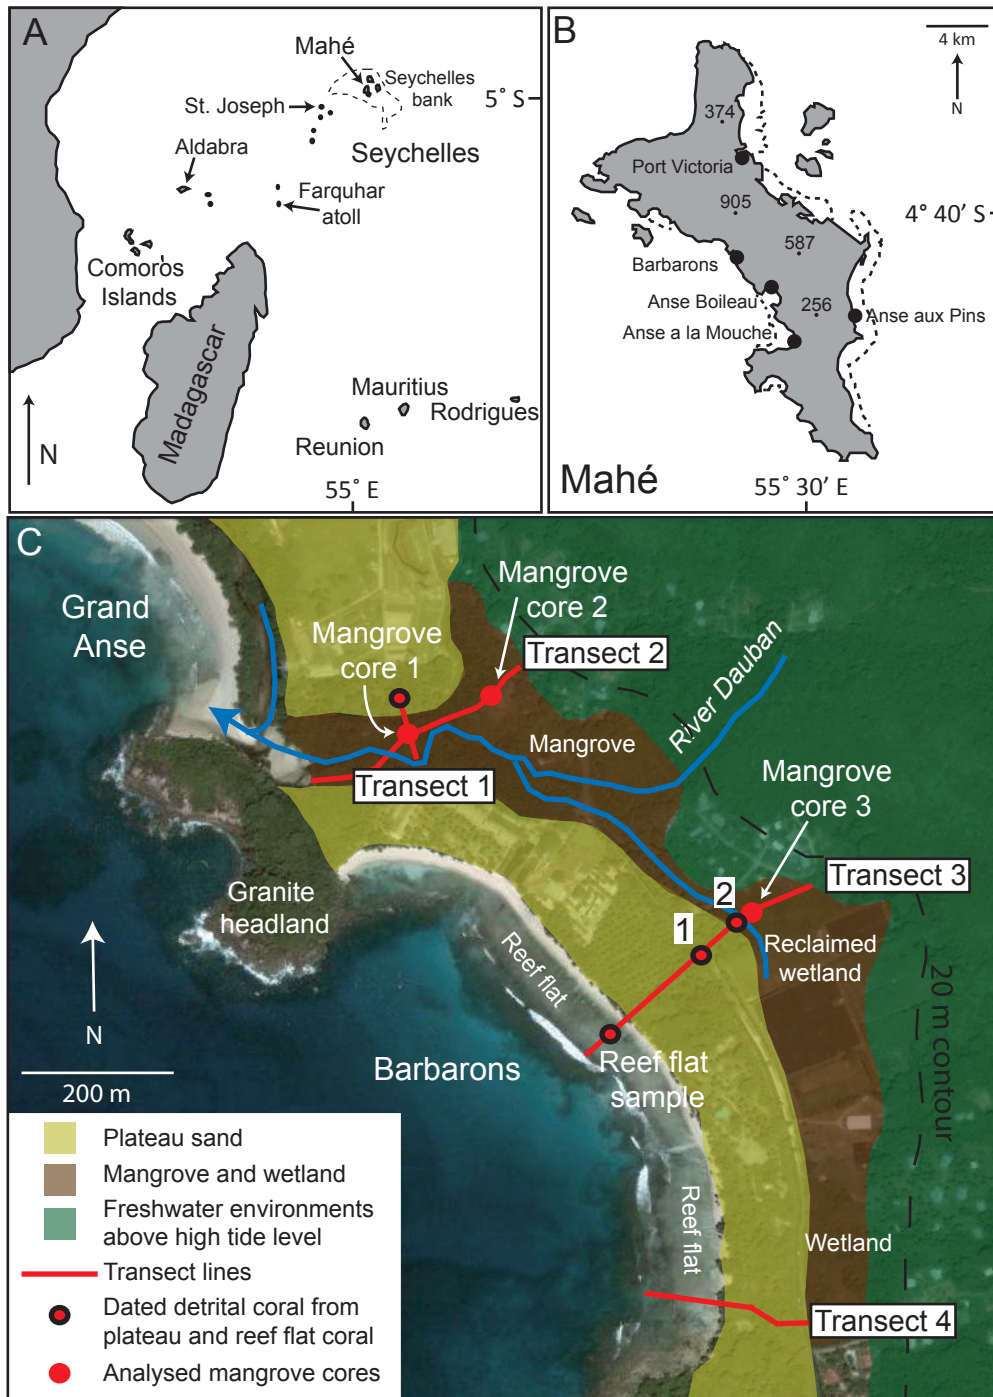 A
Mahé
Seychelles
bank
5° S
St. Joseph
Seychelles
Aldabra
Farquhar
atoll
Comoros
Islands
Madagascar
Mauritius
Rodrigues
Reunion
N
55° E
B
4 km
N
374
Port Victoria
905
4° 40' S
587
Barbarons
Anse Boileau
256
Anse aux Pins
Anse a la Mouche
Mahé
55° 30' E
C
Grand
Anse
Mangrove
core 2
Mangrove
core 1
Transect 2
River Dauban
Mangrove
Transect 1
Mangrove
core 3
Granite
headland
Transect 3
2
1
Reclaimed
wetland
Reef flat
N
20 m contour
Barbarons
Reef flat
sample
200 m
Reef flat
Wetland
Transect 4
Plateau sand
Mangrove and wetland
Freshwater environments
above high tide level
Transect lines
Dated detrital coral from
plateau and reef flat coral
Analysed mangrove cores